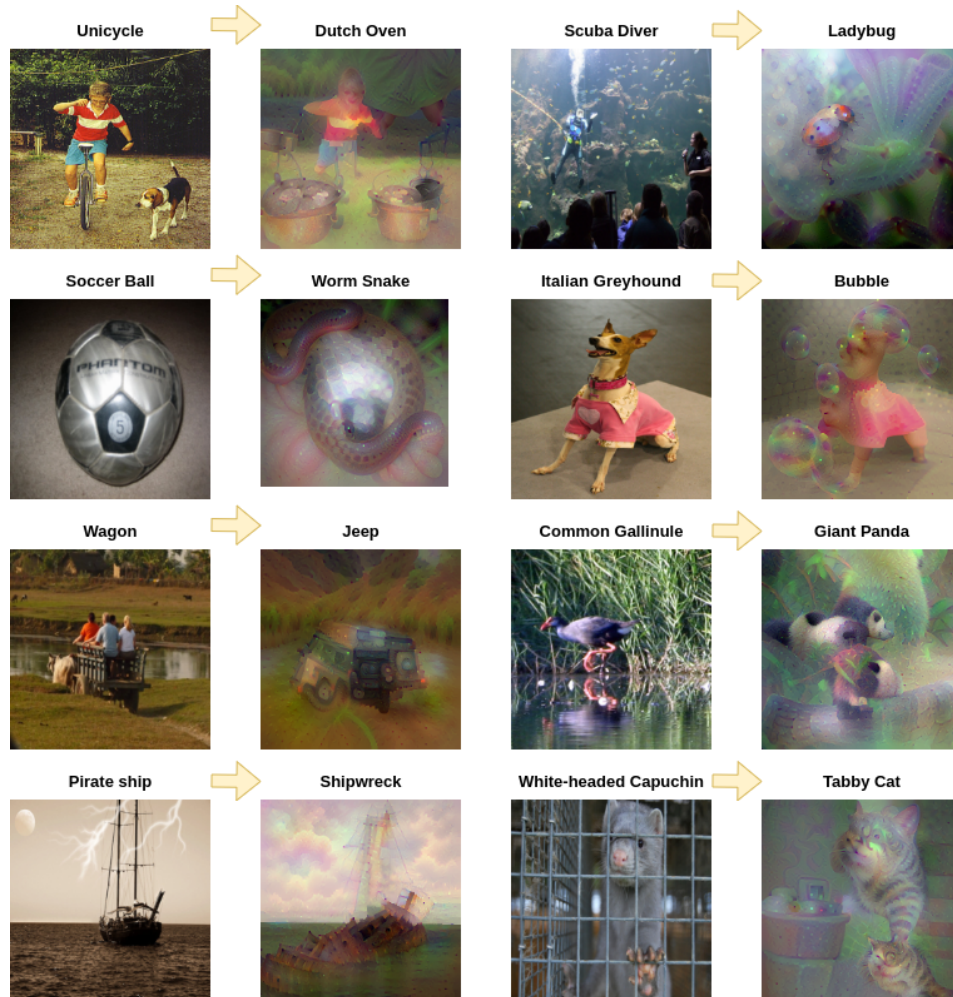 Unicycle
Dutch Oven
Scuba Diver
Ladybug
Soccer Ball
Worm Snake
Italian Greyhound
Bubble
PHANTOM
5
Wagon
Jeep
Common Gallinule
Giant Panda
Pirate ship
Shipwreck
White-headed Capuchin
Tabby Cat